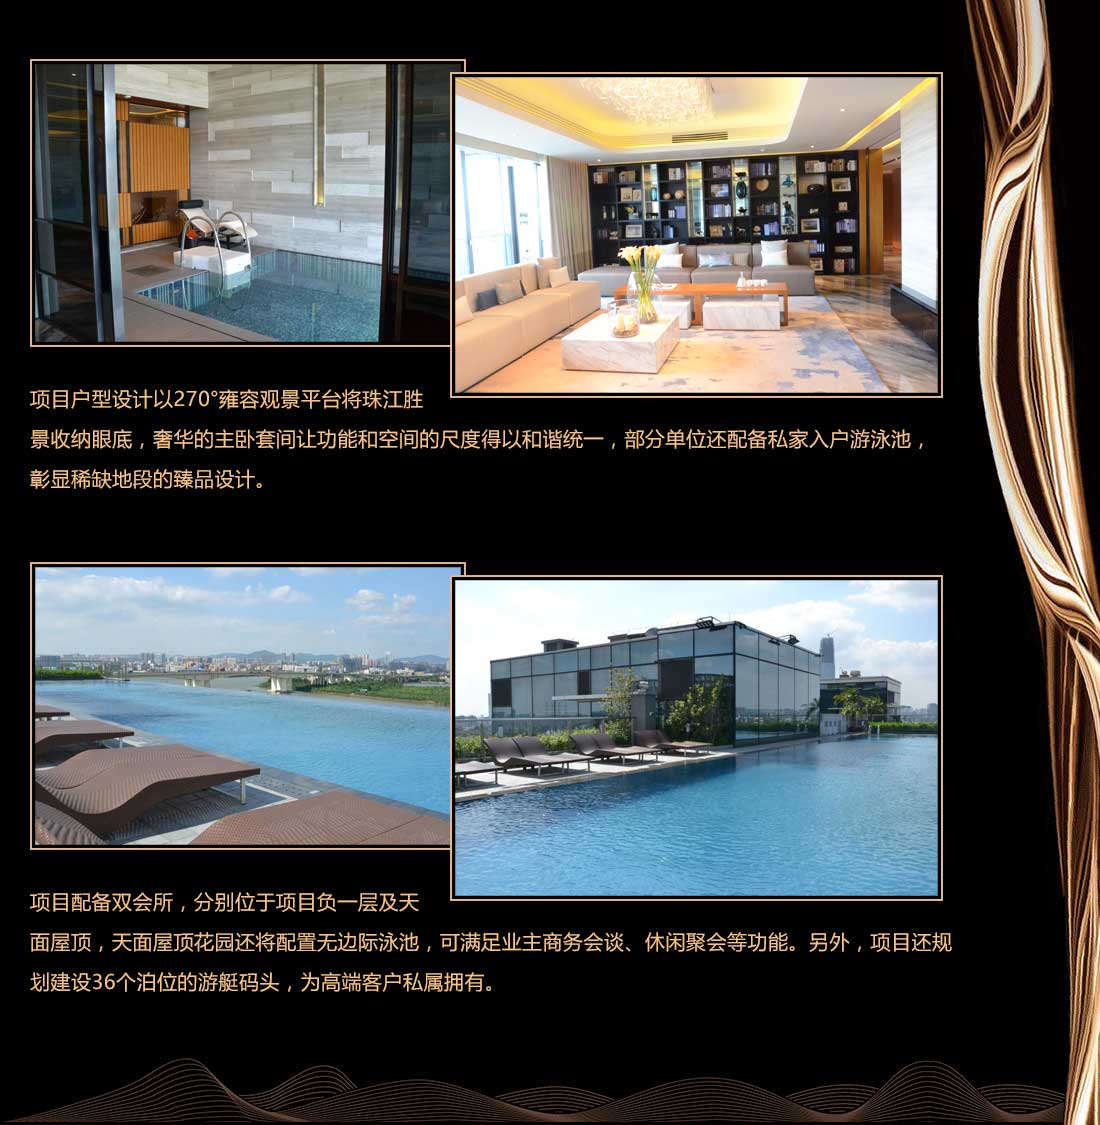 项目户型设计以270°雍容观景平台将珠江胜
景收纳眼底，奢华的主卧套间让功能和空间的尺度得以和谐统一，部分单位还配备私家入户游泳池，
彰显稀缺地段的臻品设计。
项目配备双会所，分别位于项目负一层及天
面屋顶，天面屋顶花园还将配置无边际泳池，可满足业主商务会谈、休闲聚会等功能。另外，项目还规
划建设36个泊位的游艇码头，为高端客户私属拥有。